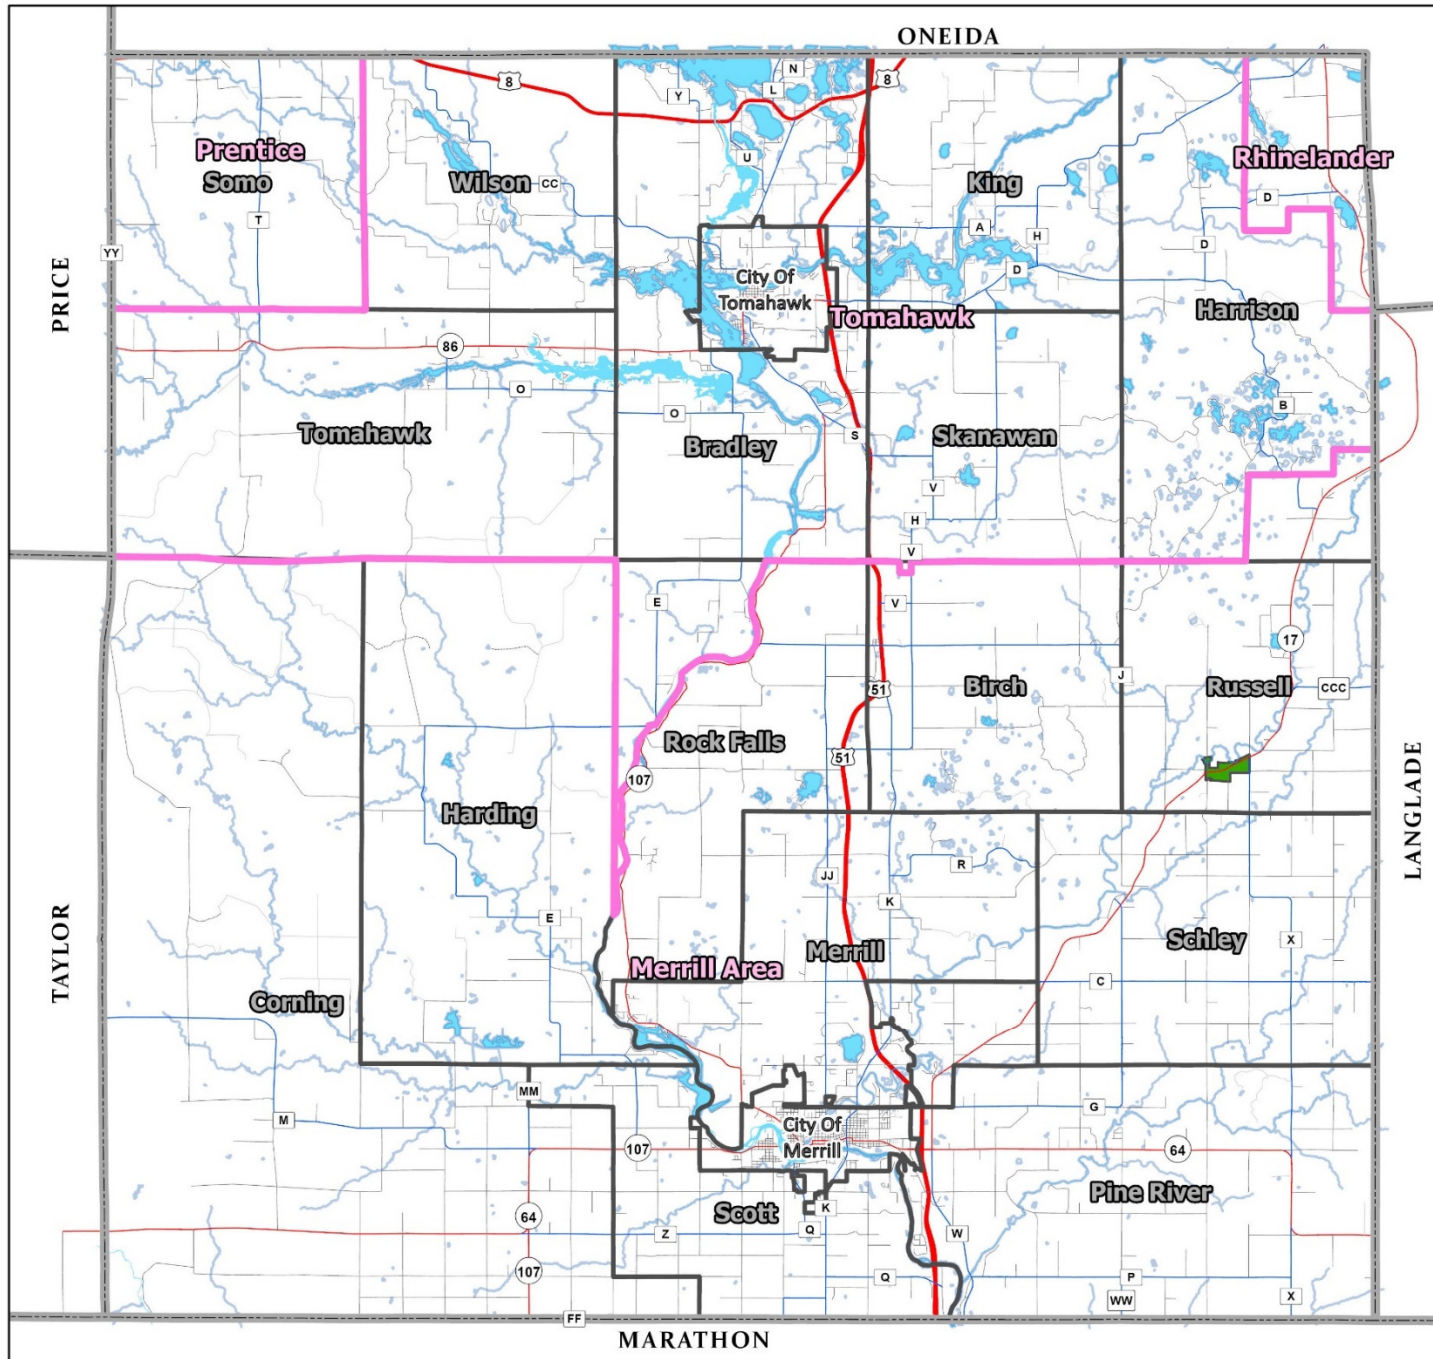 ONEIDA
8
N
8
L
Y
Prentice
Somo
Wilson
CC
U
King
Rhinelander
D
T
A
H
D
YY
PRICE
City Of
Tomahawk
D
Harrison
Tomahawk
86
O
O
B
Tomahawk
Bradley
S
Skanawan
V
H
V
E
V
17
J
Birch
Russell
CCC
51
Rock Falls
51
107
LANGLADE
Harding
R
JJ
K
E
TAYLOR
Merrill
Schley
X
Merrill Area
C
Corning
MM
M
G
City Of
Merrill
107
64
Pine River
Scott
K
64
Z
Q
W
107
Q
P
WW
X
FF
MARATHON